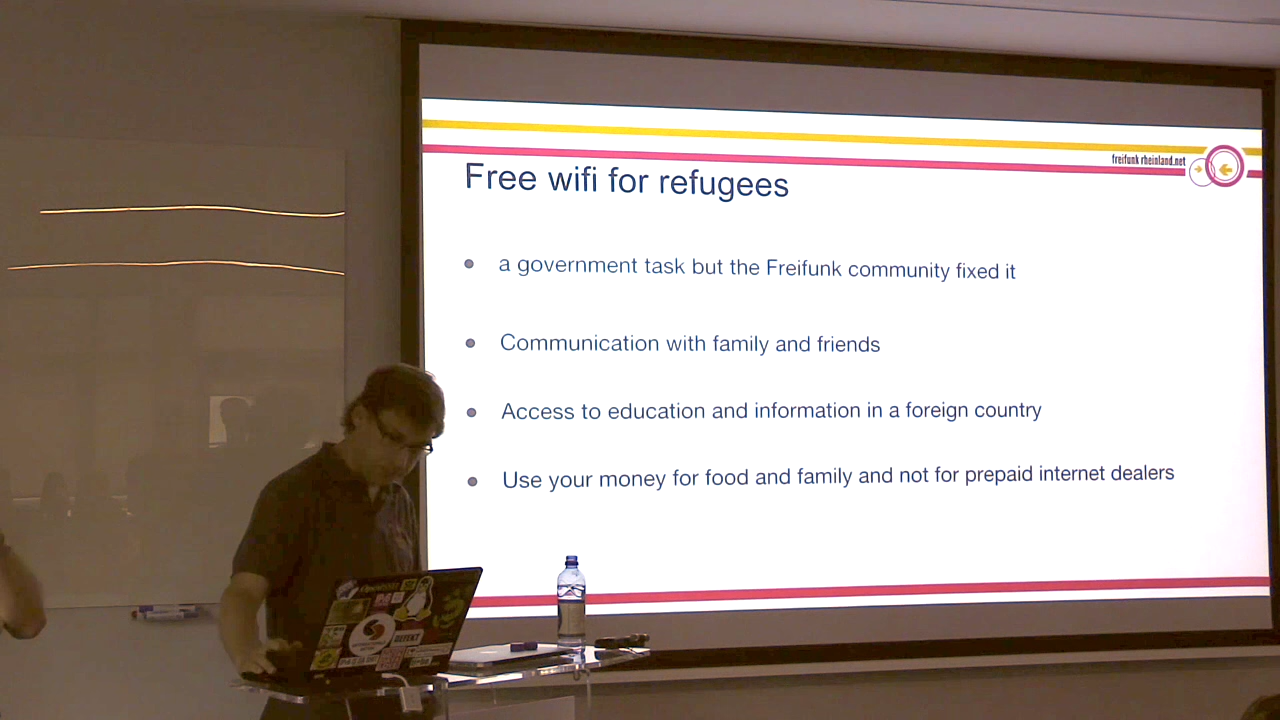 freifunk rheinland.net
Free wifi for refugees
a government task but the Freifunk community fixed it
Communication with family and friends
Access to education and information in a foreign country
Use your money for food and family and not for prepaid internet dealers
DEFEKT